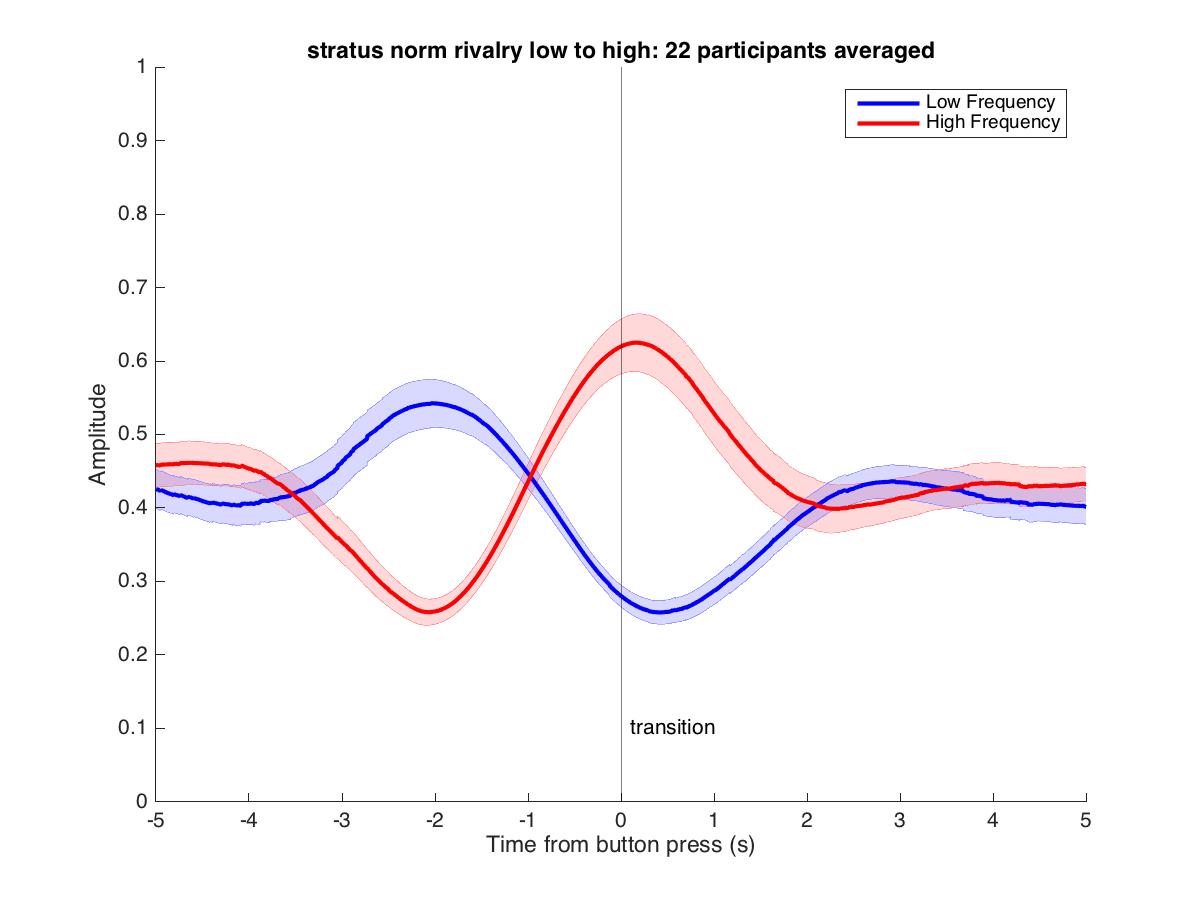 stratus norm rivalry low to high: 22 participants averaged
1
0.9
0.8
0.7
0.6
0.5
0.4
0.3
0.2
0.1
0
Amplitude
Low Frequency
High Frequency
transition
-5 -4 -3 -2 -1 0 1 2 3 4 5
Time from button press (s)